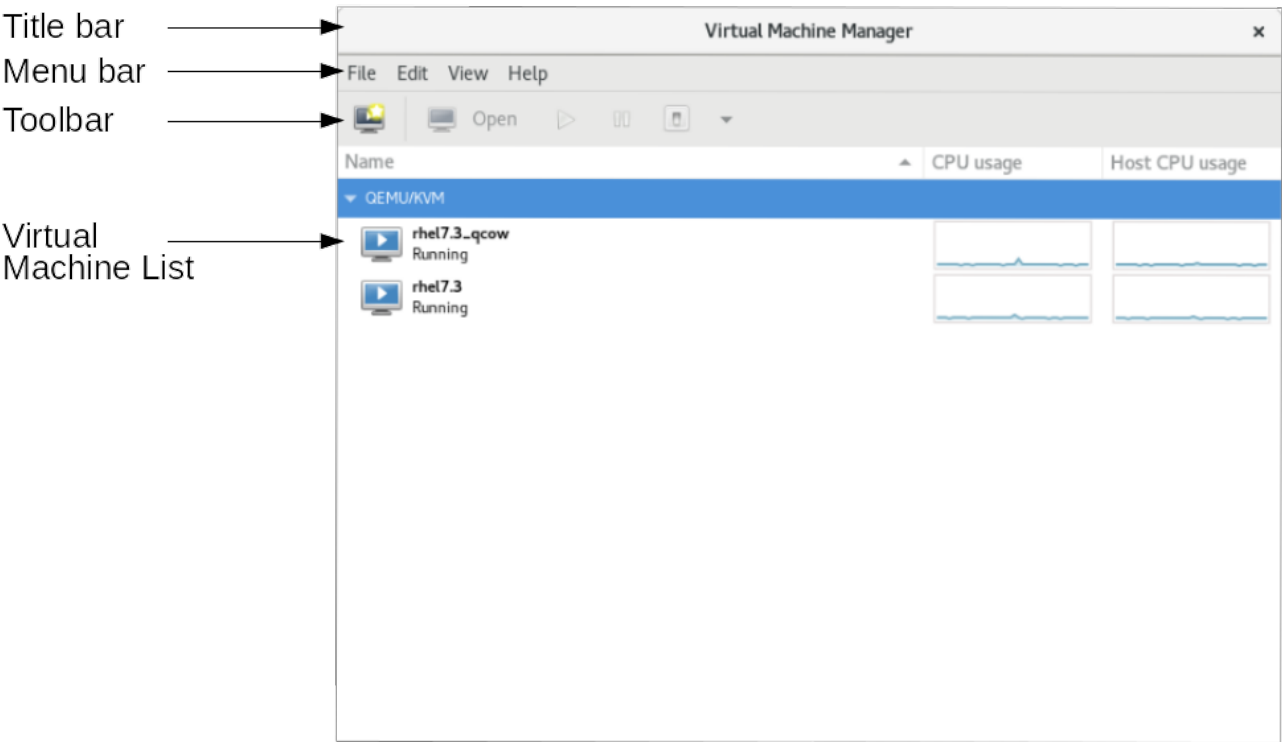 Title bar
Virtual Machine Manager
Menu bar
File Edit View Help
Toolbar
Open
Name CPU usage Host CPU usage
QEMU/KVM
Virtual
Machine List
rhel7.3_qcow
Running
rhel7.3
Running